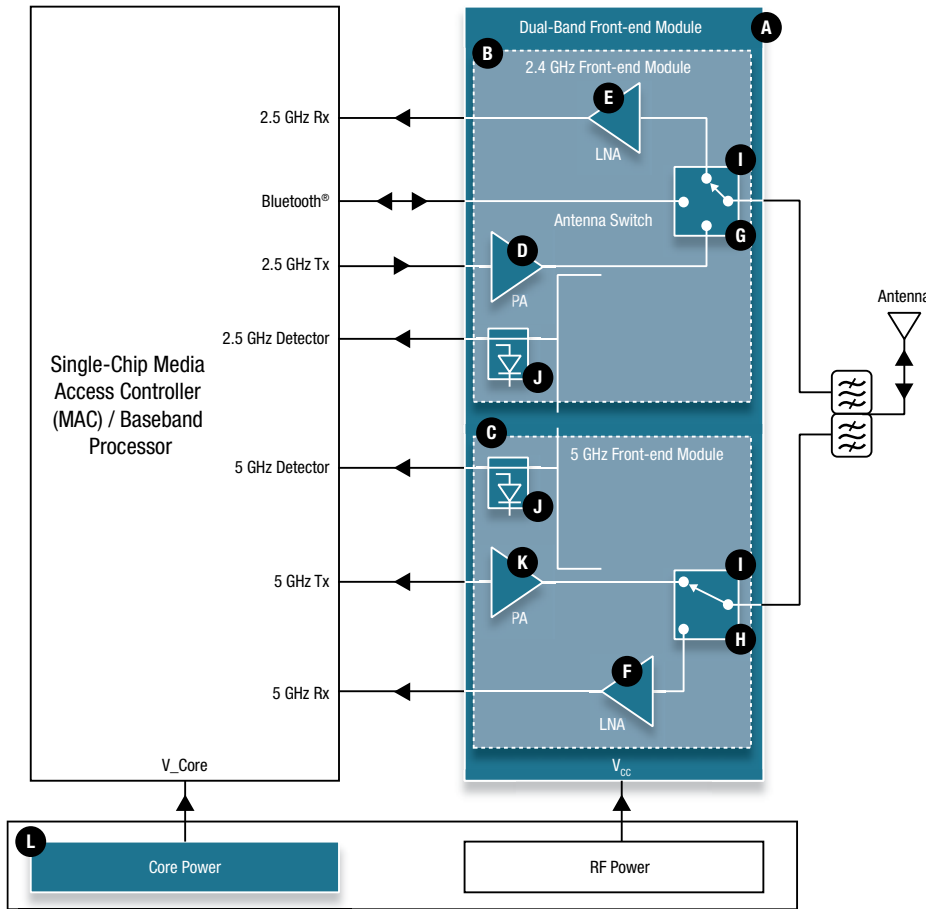 Dual-Band Front-end Module
A
B
2.4 GHz Front-end Module
E
2.5 GHz Rx
LNA
I
Bluetooth®
Antenna Switch
G
D
2.5 GHz Tx
PA
Antenna
2.5 GHz Detector
J
Single-Chip Media
Access Controller
(MAC) / Baseband
Processor
C
5 GHz Front-end Module
5 GHz Detector
J
K
I
5 GHz Tx
PA
H
F
5 GHz Rx
LNA
V_Core
Vcc
L
Core Power
RF Power